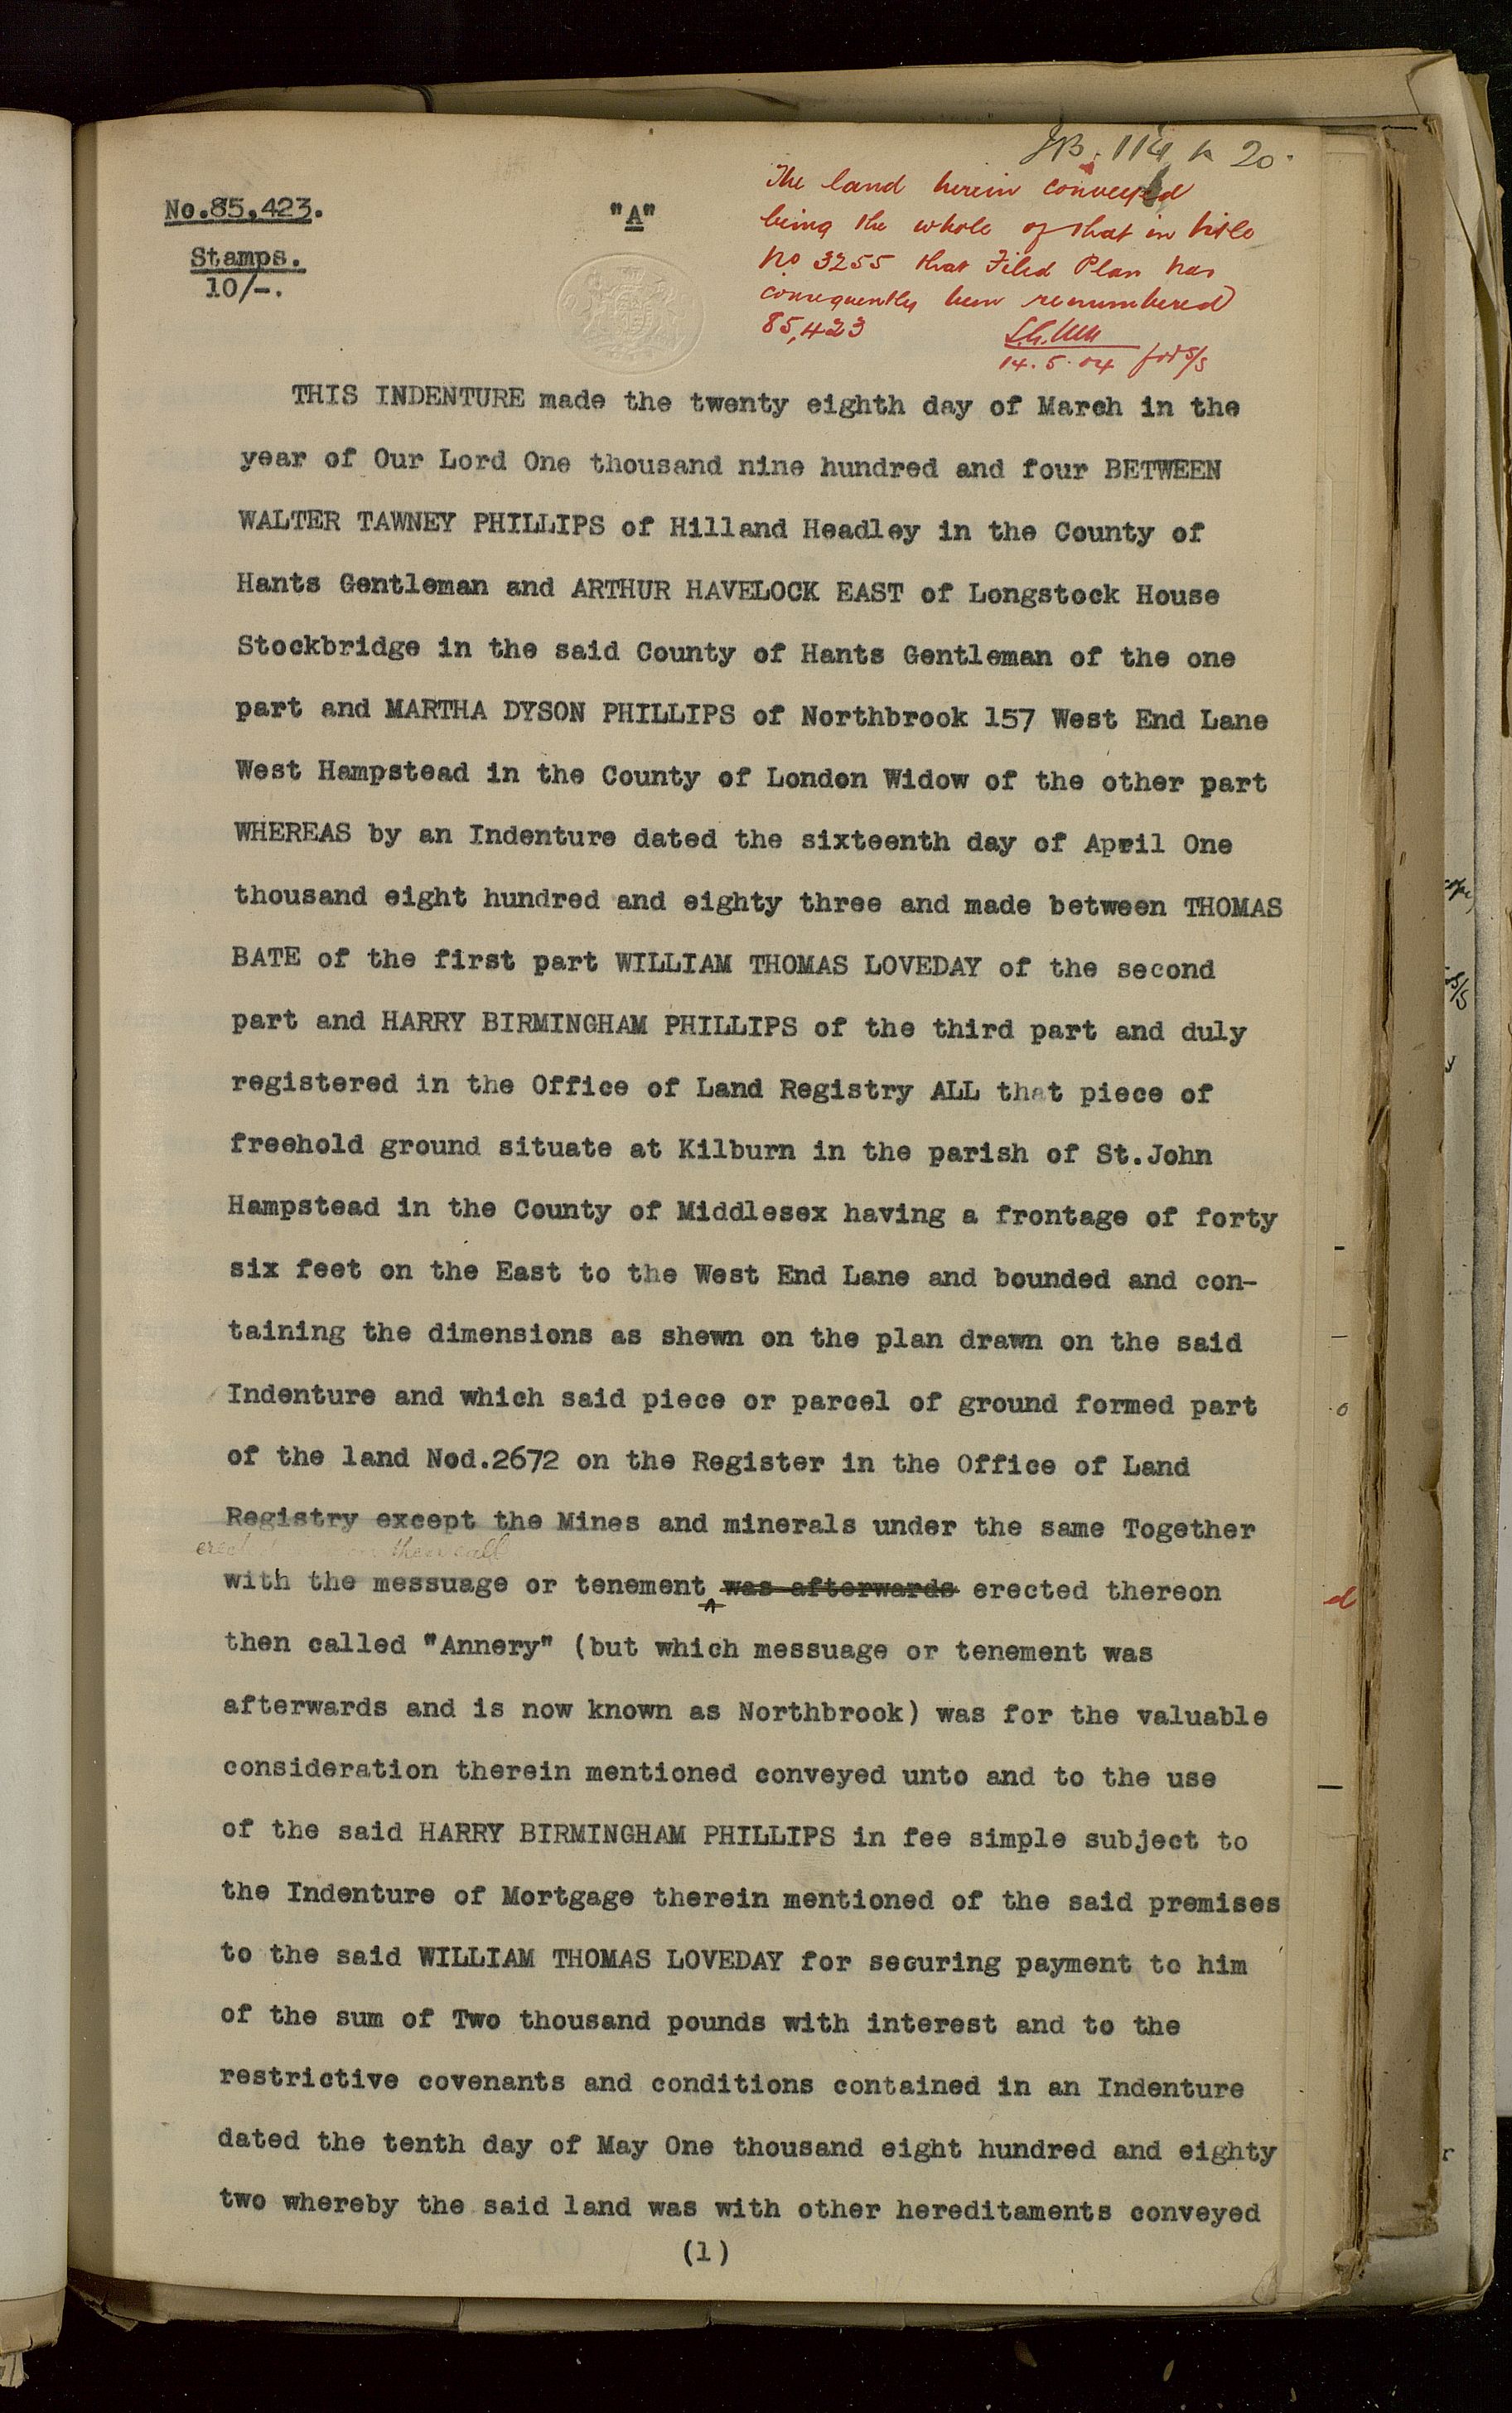 114 20
The land herein conveyed
No.85,423.
"A"
being the whole of that in title
Stamps.
No 3255 that Filed Plan has
10/-.
consequently been renumbered
85,423
14.5.04 for S/S
THIS INDENTURE made the twenty eighth day of March in the
year of Our Lord One thousand nine hundred and four BETWEEN
WALTER TAWNEY PHILLIPS of Hilland Headley in the County of
Hants Gentleman and ARTHUR HAVELOCK EAST of Longstock House
Stockbridge in the said County of Hants Gentleman of the one
part and MARTHA DYSON PHILLIPS of Northbrook 157 West End Lane
West Hampstead in the County of London Widow of the other part
WHEREAS by an Indenture dated the sixteenth day of April One
thousand eight hundred and eighty three and made between THOMAS
BATE of the first part WILLIAM THOMAS LOVEDAY of the second
part and HARRY BIRMINGHAM PHILLIPS of the third part and duly
registered in the Office of Land Registry ALL that piece of
freehold ground situate at Kilburn in the parish of St.John
Hampstead in the County of Middlesex having a frontage of forty
six feet on the East to the West End Lane and bounded and con-
taining the dimensions as shewn on the plan drawn on the said
Indenture and which said piece or parcel of ground formed part
of the land Nod.2672 on the Register in the Office of Land
Registry except the Mines and minerals under the same Together
with the messuage or tenement was afterwards erected thereon
then called "Annery" (but which messuage or tenement was
afterwards and is now known as Northbrook) was for the valuable
consideration therein mentioned conveyed unto and to the use
of the said HARRY BIRMINGHAM PHILLIPS in fee simple subject to
the Indenture of Mortgage therein mentioned of the said premises
to the said WILLIAM THOMAS LOVEDAY for securing payment to him
of the sum of Two thousand pounds with interest and to the
restrictive covenants and conditions contained in an Indenture
dated the tenth day of May One thousand eight hundred and eighty
two whereby the said land was with other hereditaments conveyed
(1)